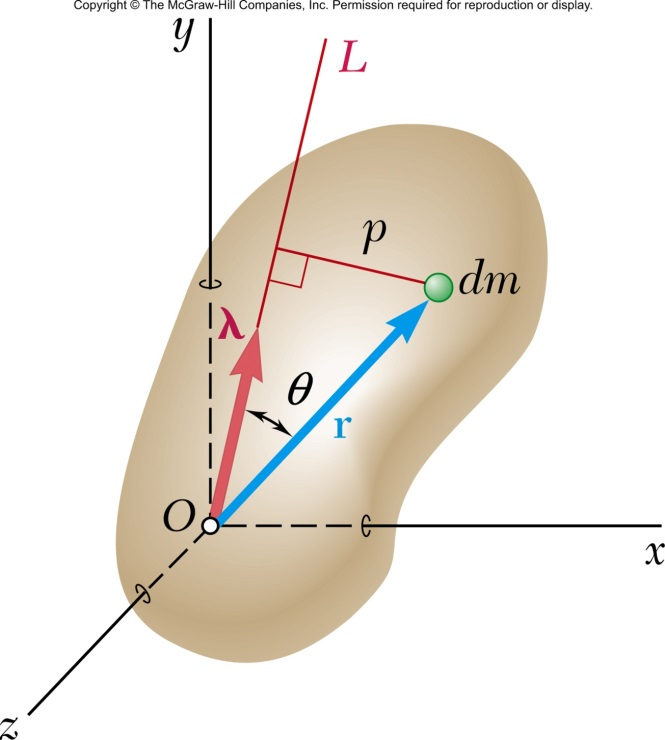 Copyright © The McGraw-Hill Companies, Inc. Permission required for reproduction or display.
y
L
p
dm
λ
θ
r
O
x
z